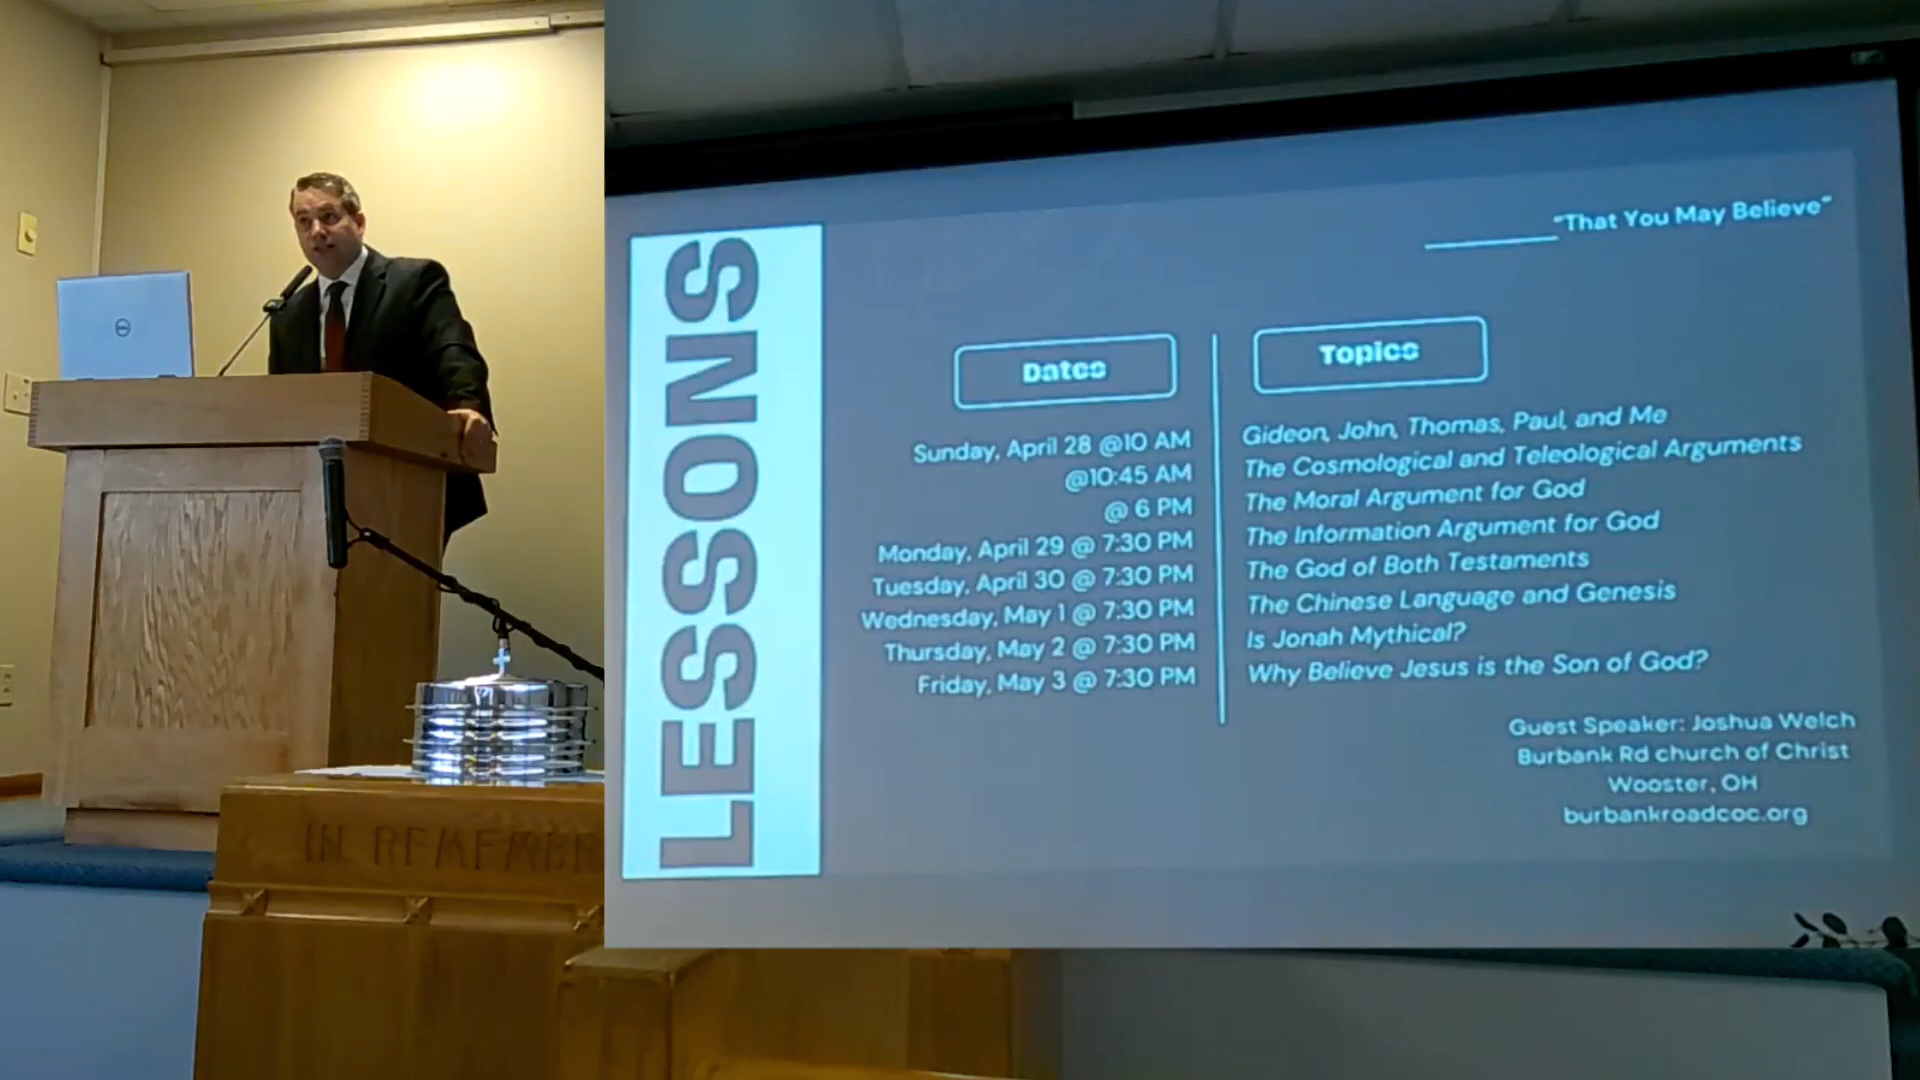 LESSONS
"That You May Believe"
Dates
Topics
Sunday, April 28 @10 AM
@10:45 AM
@ 6 PM
Monday, April 29 @ 7:30 PM
Tuesday, April 30 @ 7:30 PM
Wednesday, May 1 @ 7:30 PM
Thursday, May 2 @ 7:30 PM
Friday, May 3 @ 7:30 PM
Gideon, John, Thomas, Paul, and Me
The Cosmological and Teleological Arguments
The Moral Argument for God
The Information Argument for God
The God of Both Testaments
The Chinese Language and Genesis
Is Jonah Mythical?
Why Believe Jesus is the Son of God?
Guest Speaker: Joshua Welch
Burbank Rd church of Christ
Wooster, OH
burbankroadcoc.org
DELL
IN REMEMBR